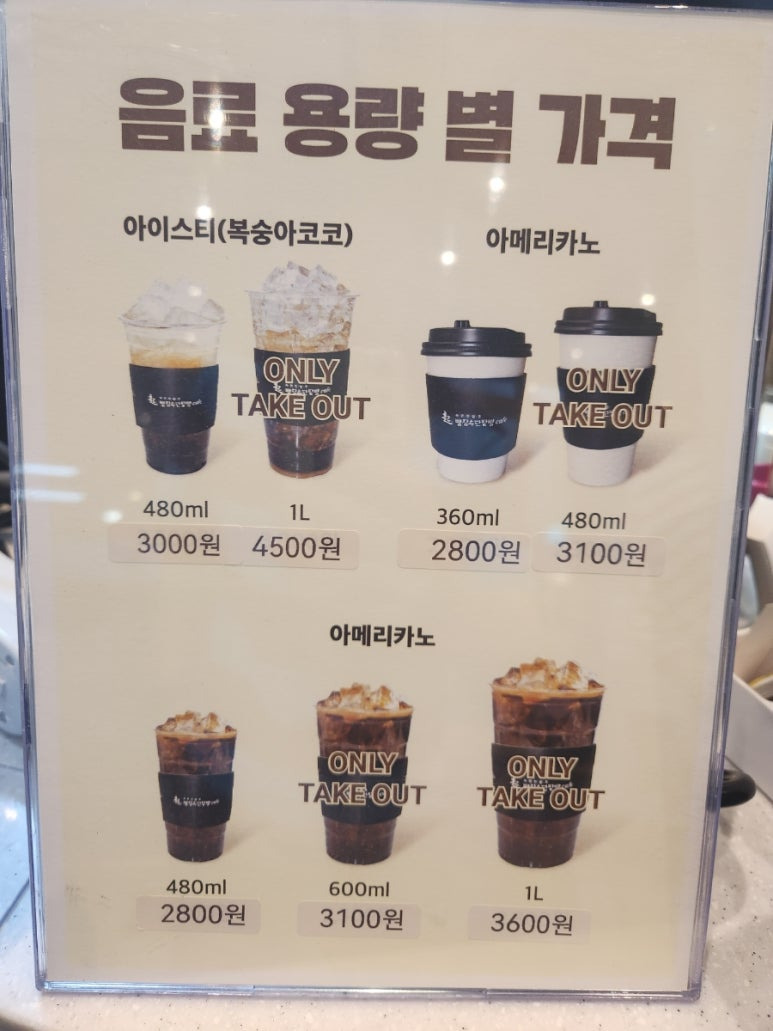 음료 용량 별 가격
아이스티(복숭아코코)
아메리카노
ONLY
TAKE OUT
ONLY
TAKE OUT
480ml
1L
360ml
480ml
3000원
4500원
2800원
3100원
아메리카노
ONLY
TAKE OUT
ONLY
TAKE OUT
480ml
600ml
1L
2800원
3100원
3600원